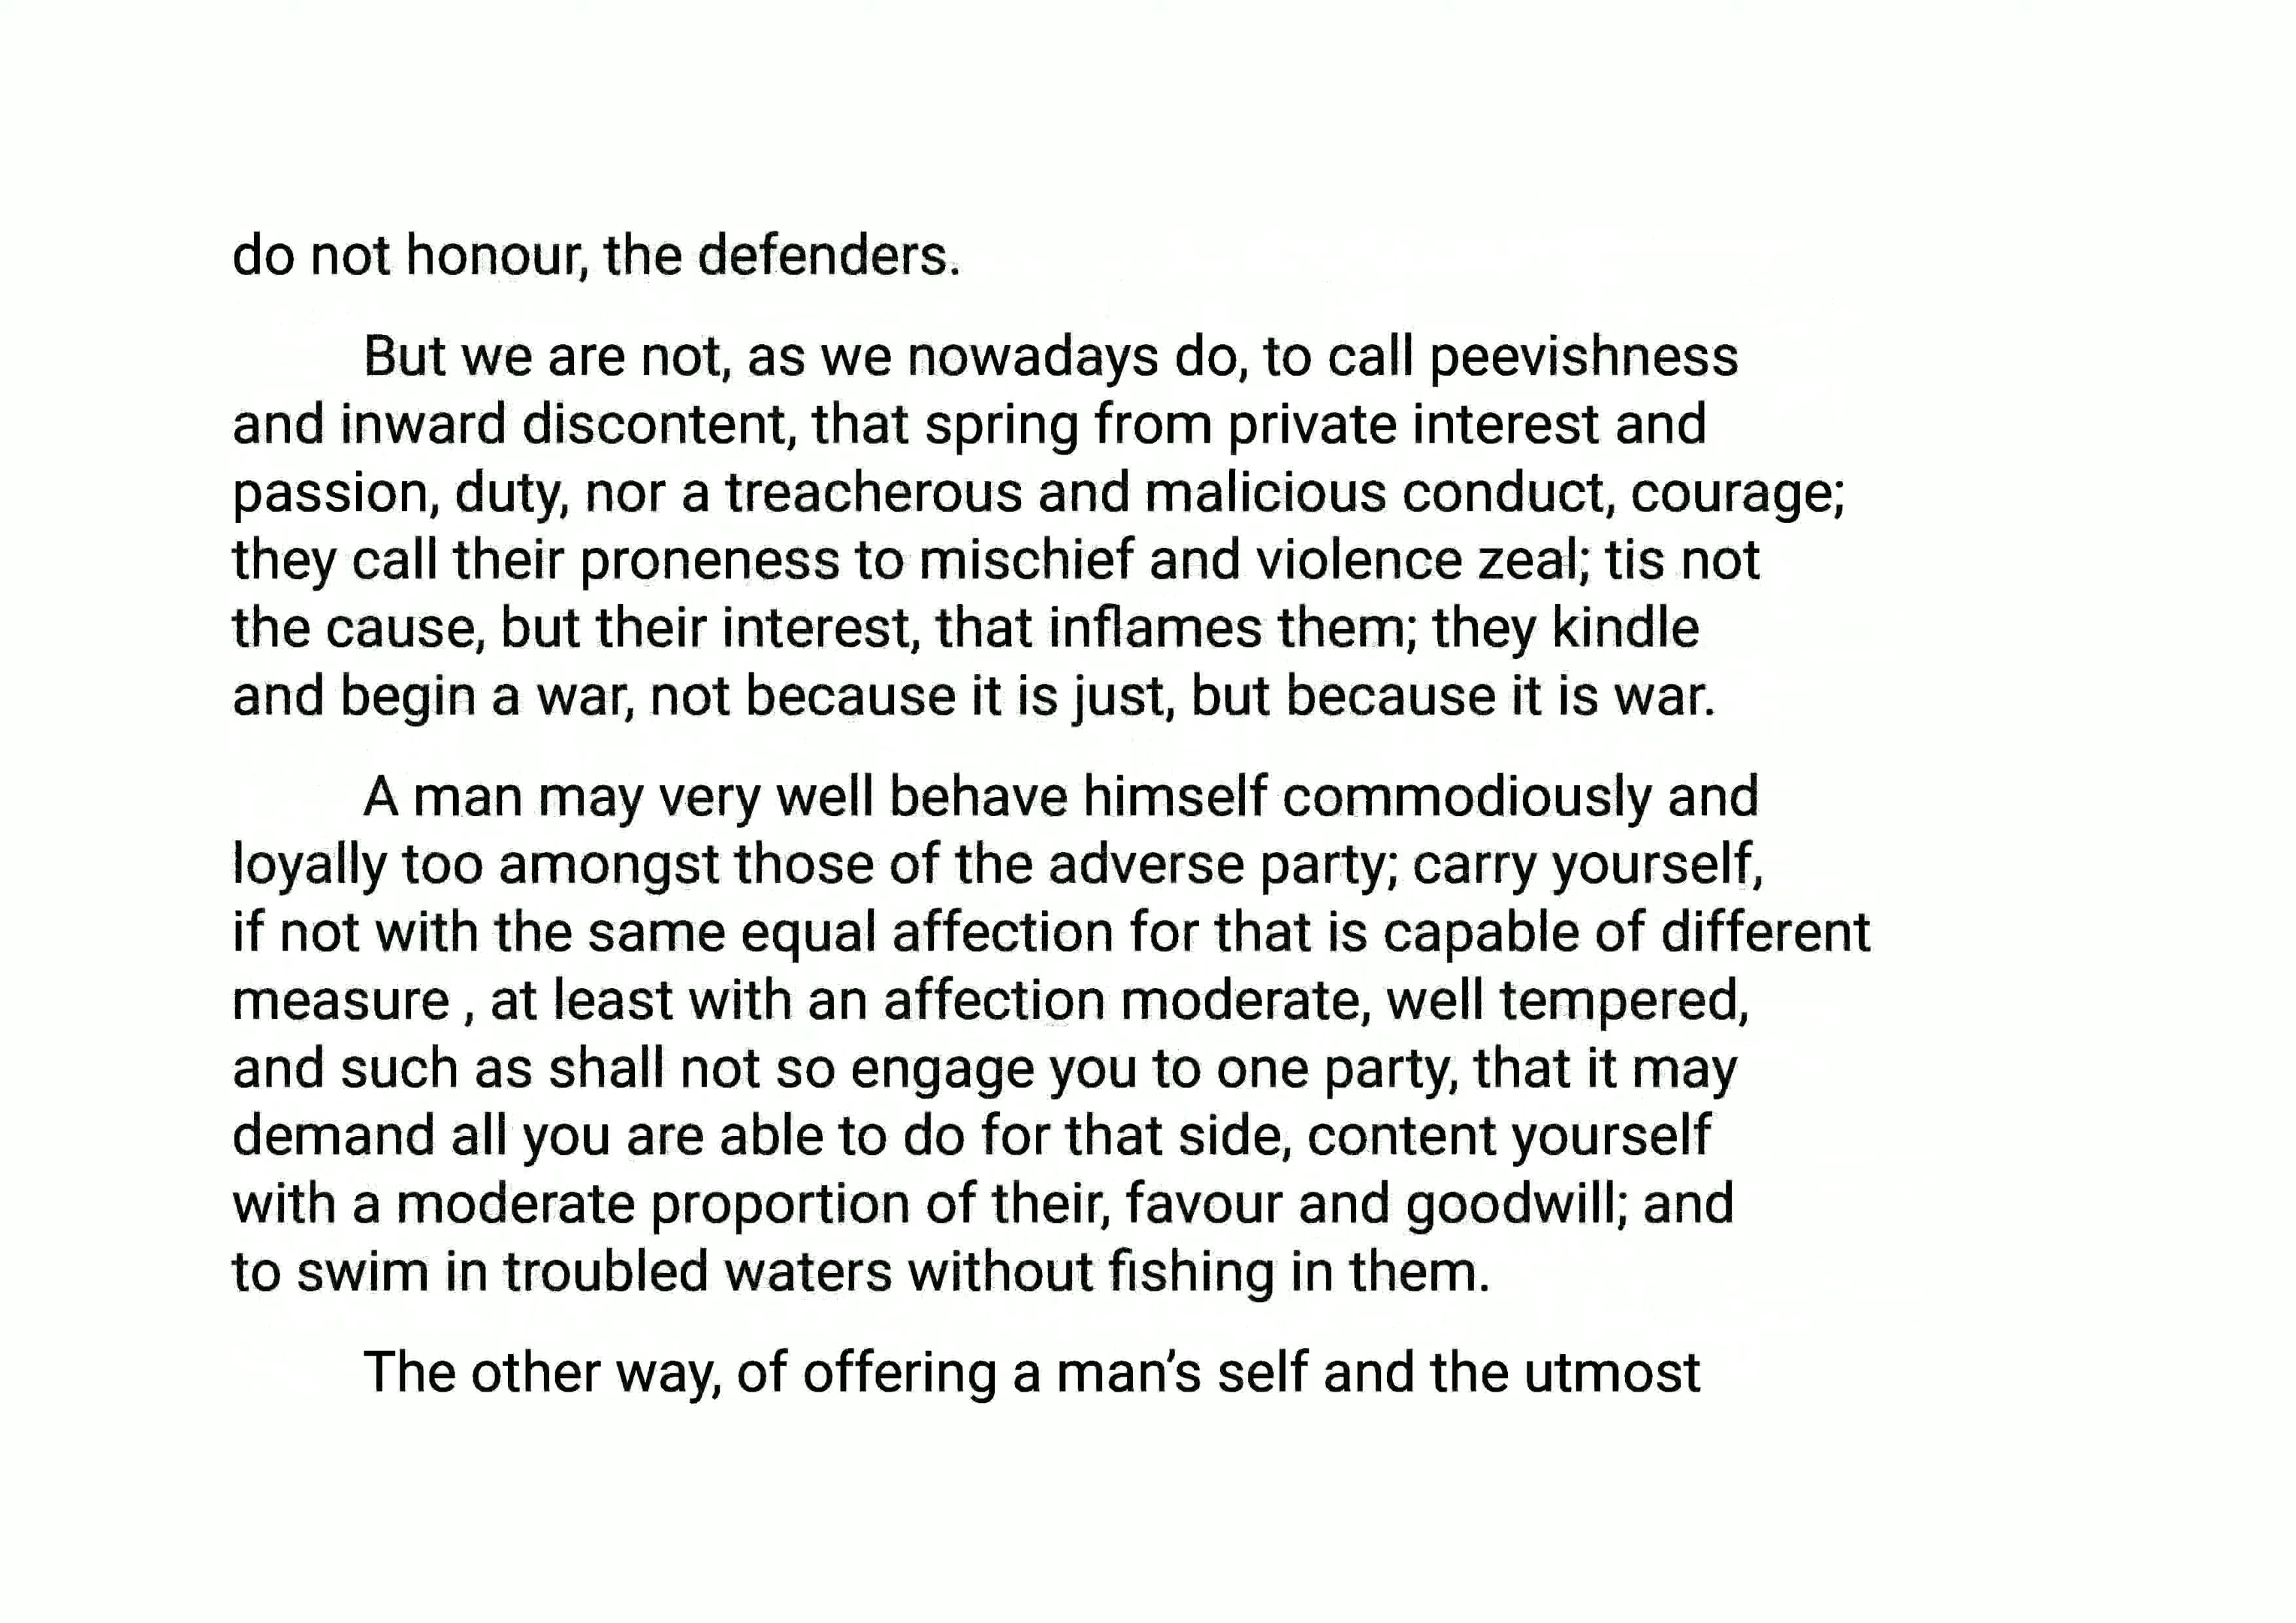 do not honour, the defenders.
But we are not, as we nowadays do, to call peevishness
and inward discontent, that spring from private interest and
passion, duty, nor a treacherous and malicious conduct, courage;
they call their proneness to mischief and violence zeal; tis not
the cause, but their interest, that inflames them; they kindle
and begin a war, not because it is just, but because it is war.
A man may very well behave himself commodiously and
loyally too amongst those of the adverse party; carry yourself,
if not with the same equal affection for that is capable of different
measure , at least with an affection moderate, well tempered,
and such as shall not so engage you to one party, that it may
demand all you are able to do for that side, content yourself
with a moderate proportion of their, favour and goodwill; and
to swim in troubled waters without fishing in them.
The other way, of offering a man’s self and the utmost